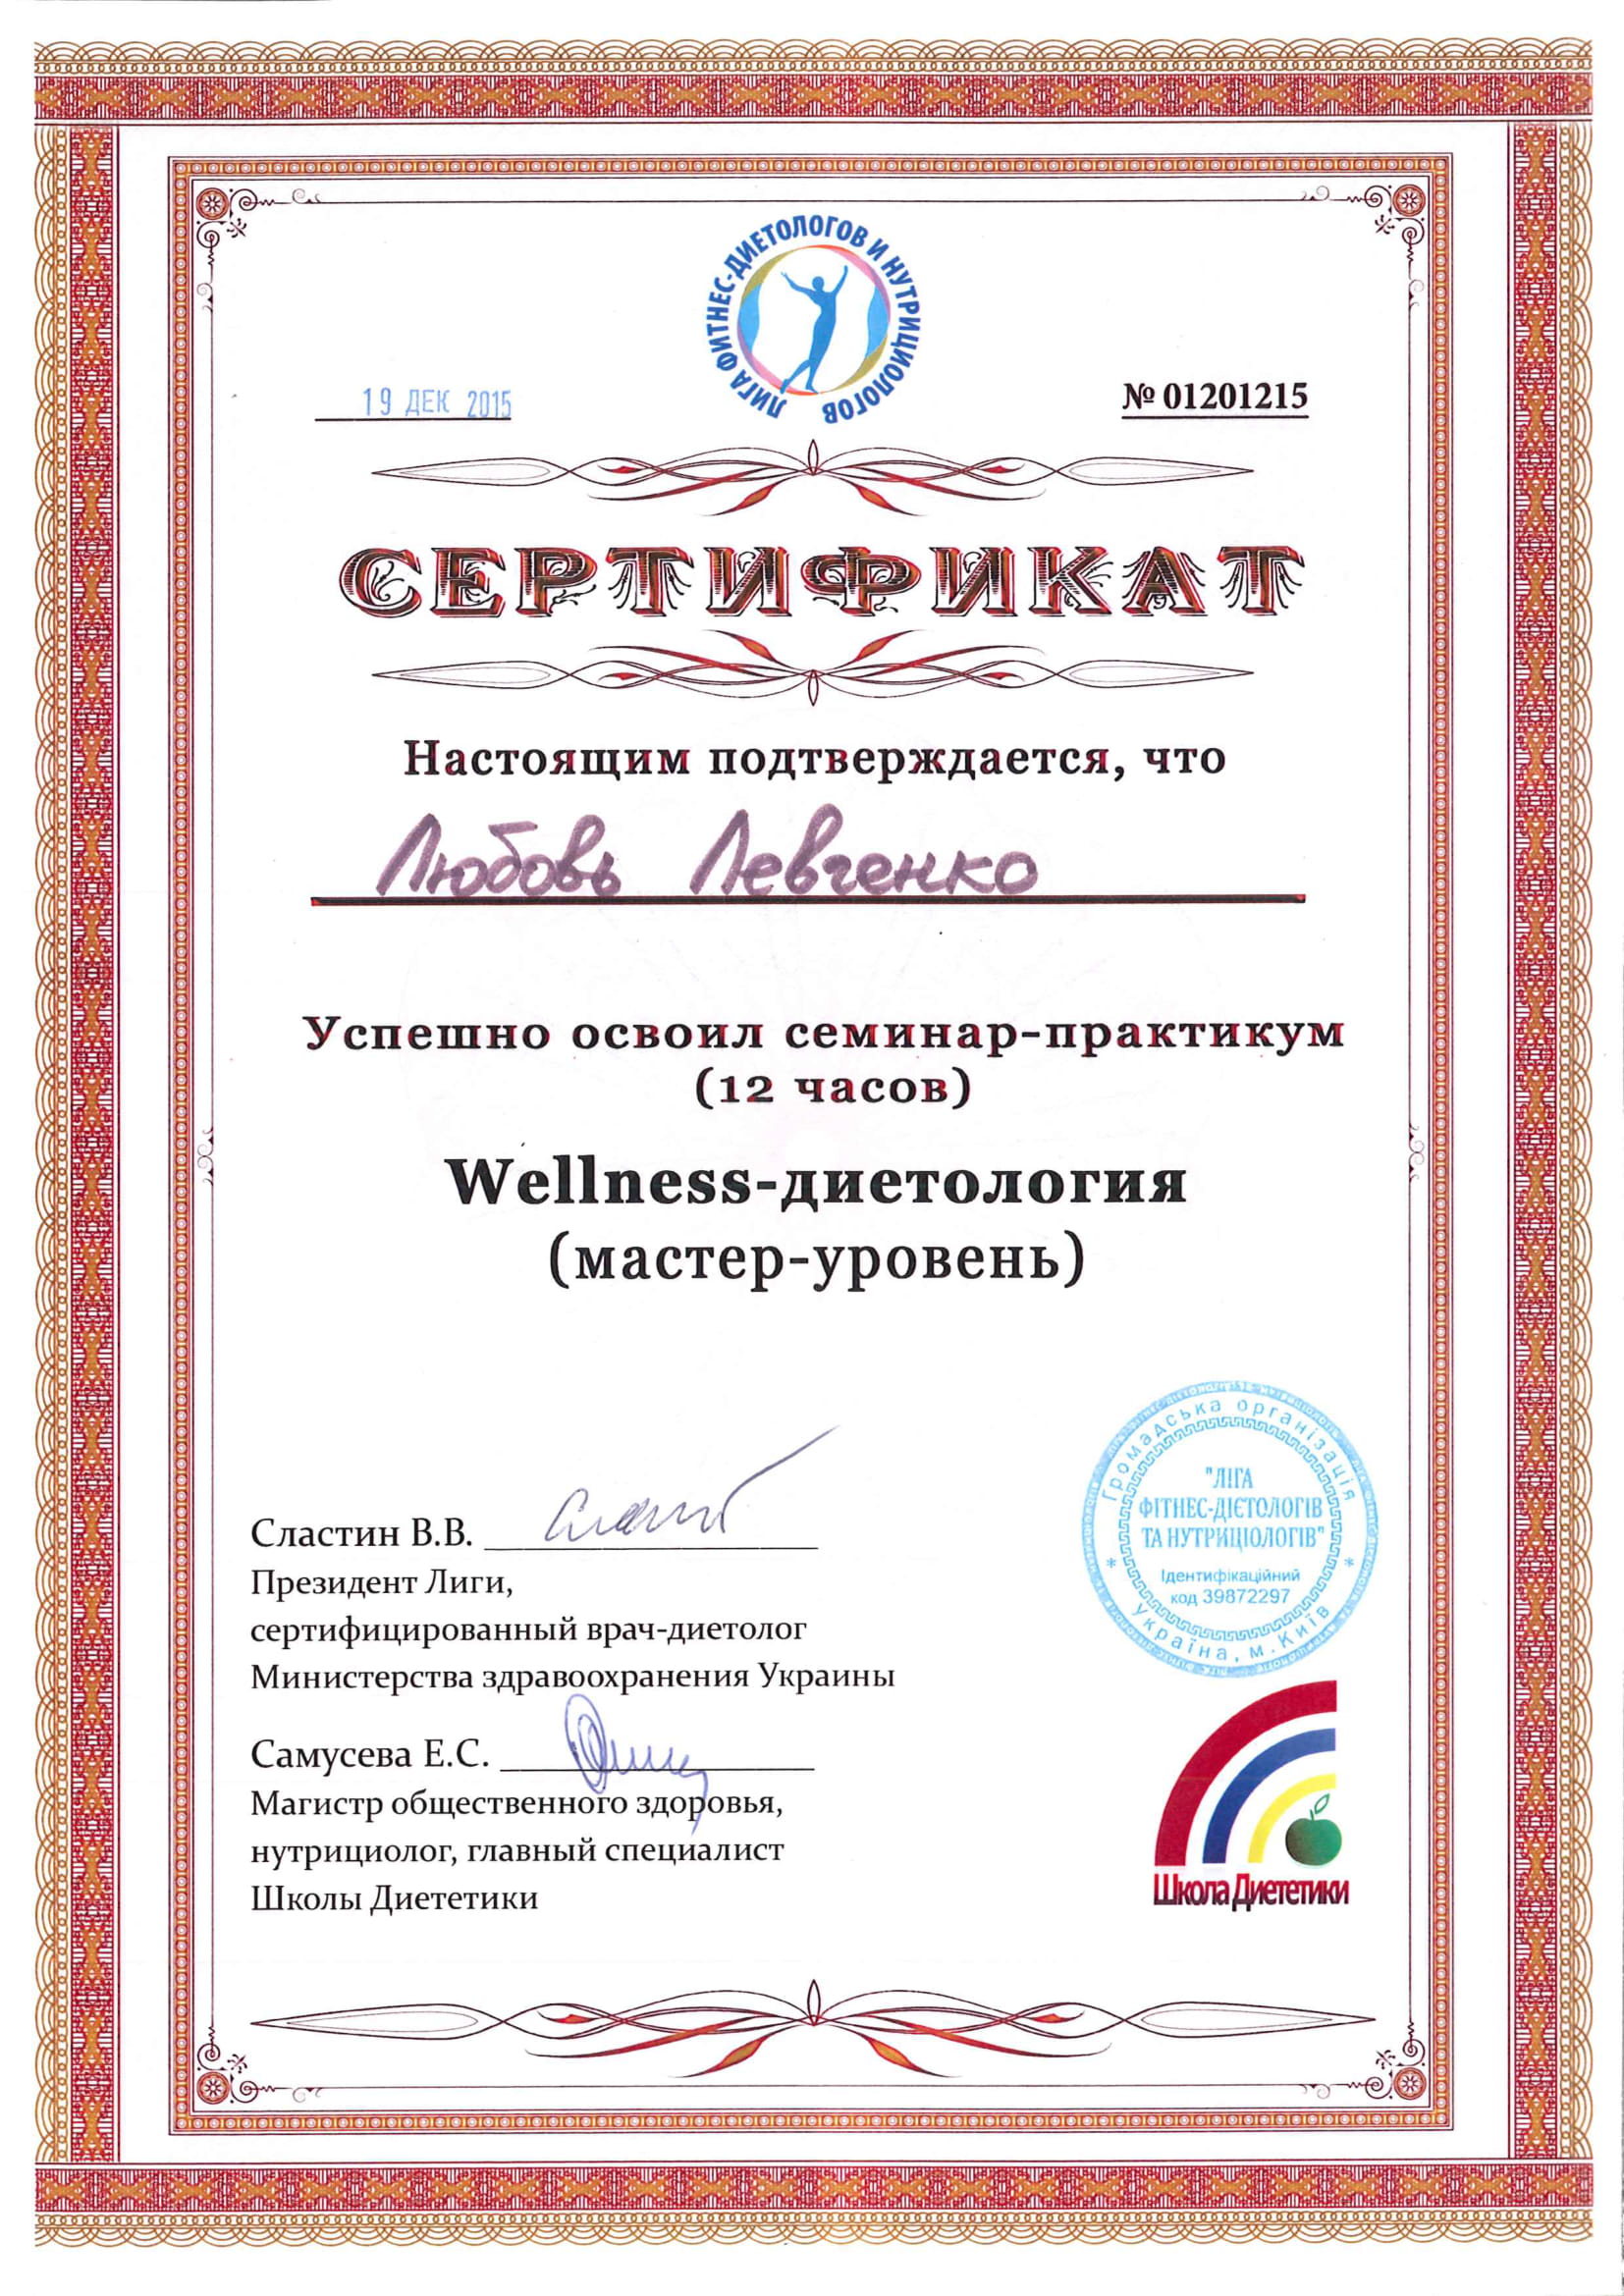 ЛИГА ФИТНЕС-ДИЕТОЛОГОВ И НУТРИЦИОЛОГОВ
19 ДЕК 2015
№ 01201215
СЕРТИФИКАТ
Настоящим подтверждается, что
Любовь Левченко
Успешно освоил семинар-практикум
(12 часов)
Wellness-диетология
(мастер-уровень)
Сластин В.В.
Президент Лиги,
сертифицированный врач-диетолог
Министерства здравоохранения Украины
Самусева Е.С.
Магистр общественного здоровья,
нутрициолог, главный специалист
Школы Диететики
Громадська організація
"ЛІГА
ФІТНЕС-ДІЄТОЛОГІВ
ТА НУТРИЦІОЛОГІВ"
Ідентифікаційний
код 39872297
* Україна, м.Київ *
Школа Диететики